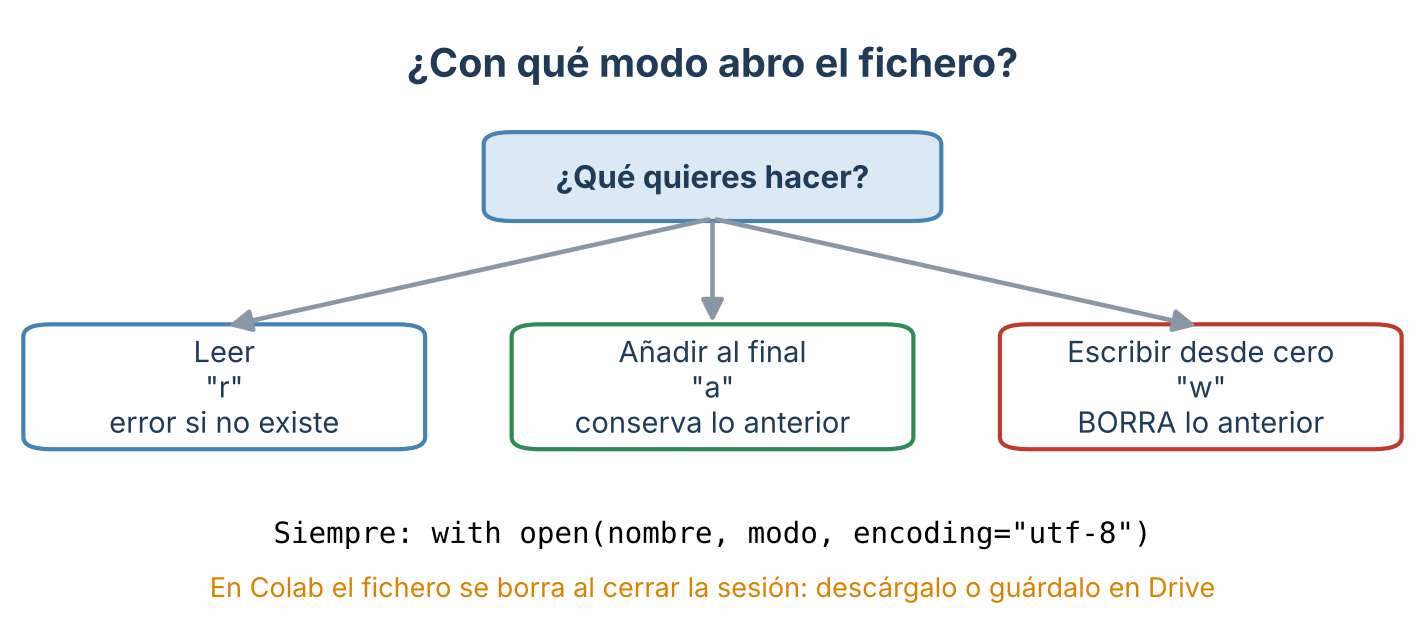 ¿Con qué modo abro el fichero?
¿Qué quieres hacer?
Leer
"r"
error si no existe
Añadir al final
"a"
conserva lo anterior
Escribir desde cero
"w"
BORRA lo anterior
Siempre: with open(nombre, modo, encoding="utf-8")
En Colab el fichero se borra al cerrar la sesión: descárgalo o guárdalo en Drive